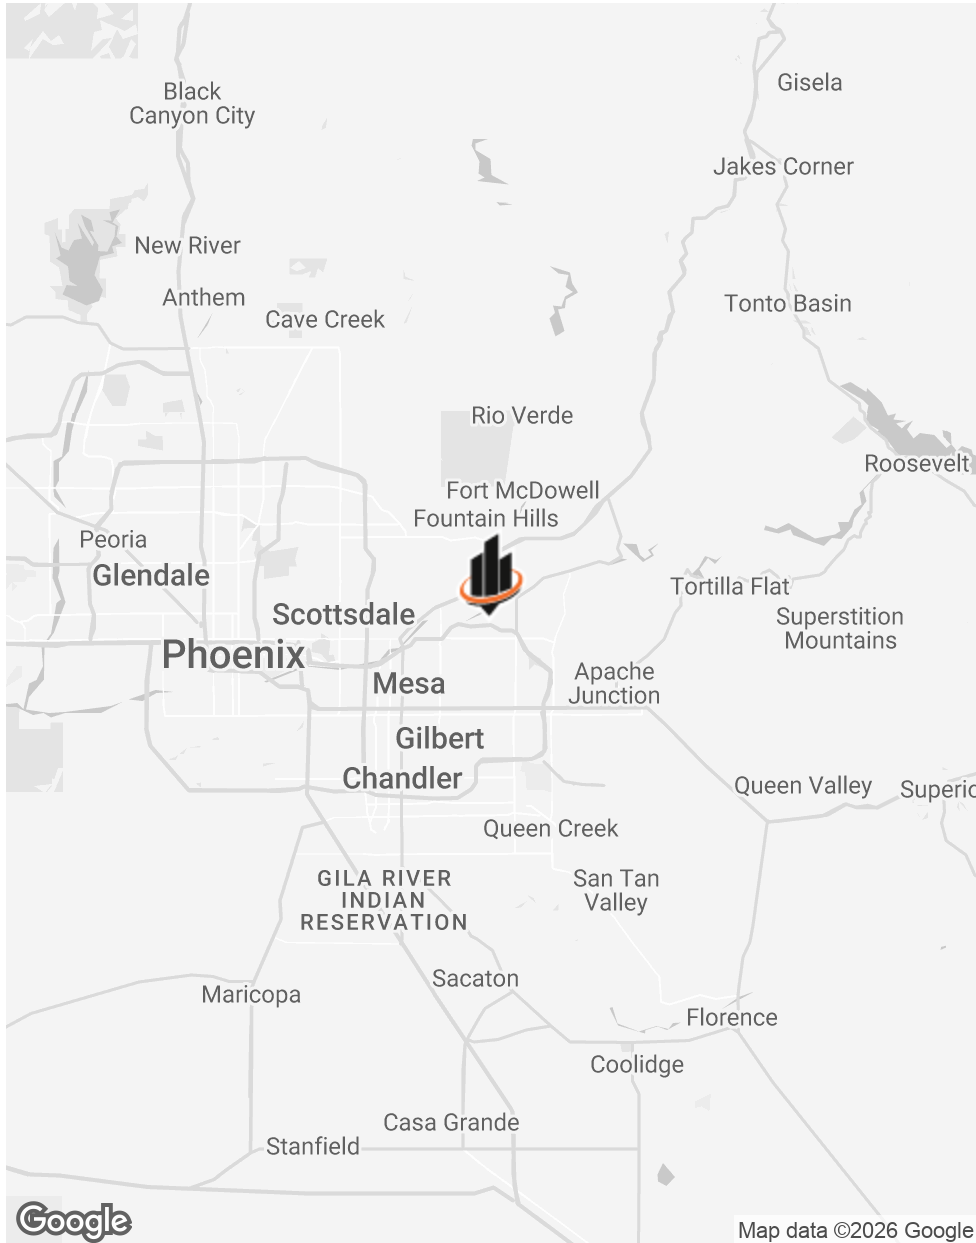 Gisela
Black
Canyon City
Jakes Corner
New River
Anthem
Tonto Basin
Cave Creek
Rio Verde
Roosevelt
Fort McDowell
Fountain Hills
Peoria
Glendale
Tortilla Flat
Scottsdale
Superstition
Mountains
Phoenix
Apache
Junction
Mesa
Gilbert
Chandler
Queen Valley
Superio
Queen Creek
GILA RIVER
INDIAN
RESERVATION
San Tan
Valley
Sacaton
Maricopa
Florence
Coolidge
Casa Grande
Stanfield
Google
Map data ©2026 Google